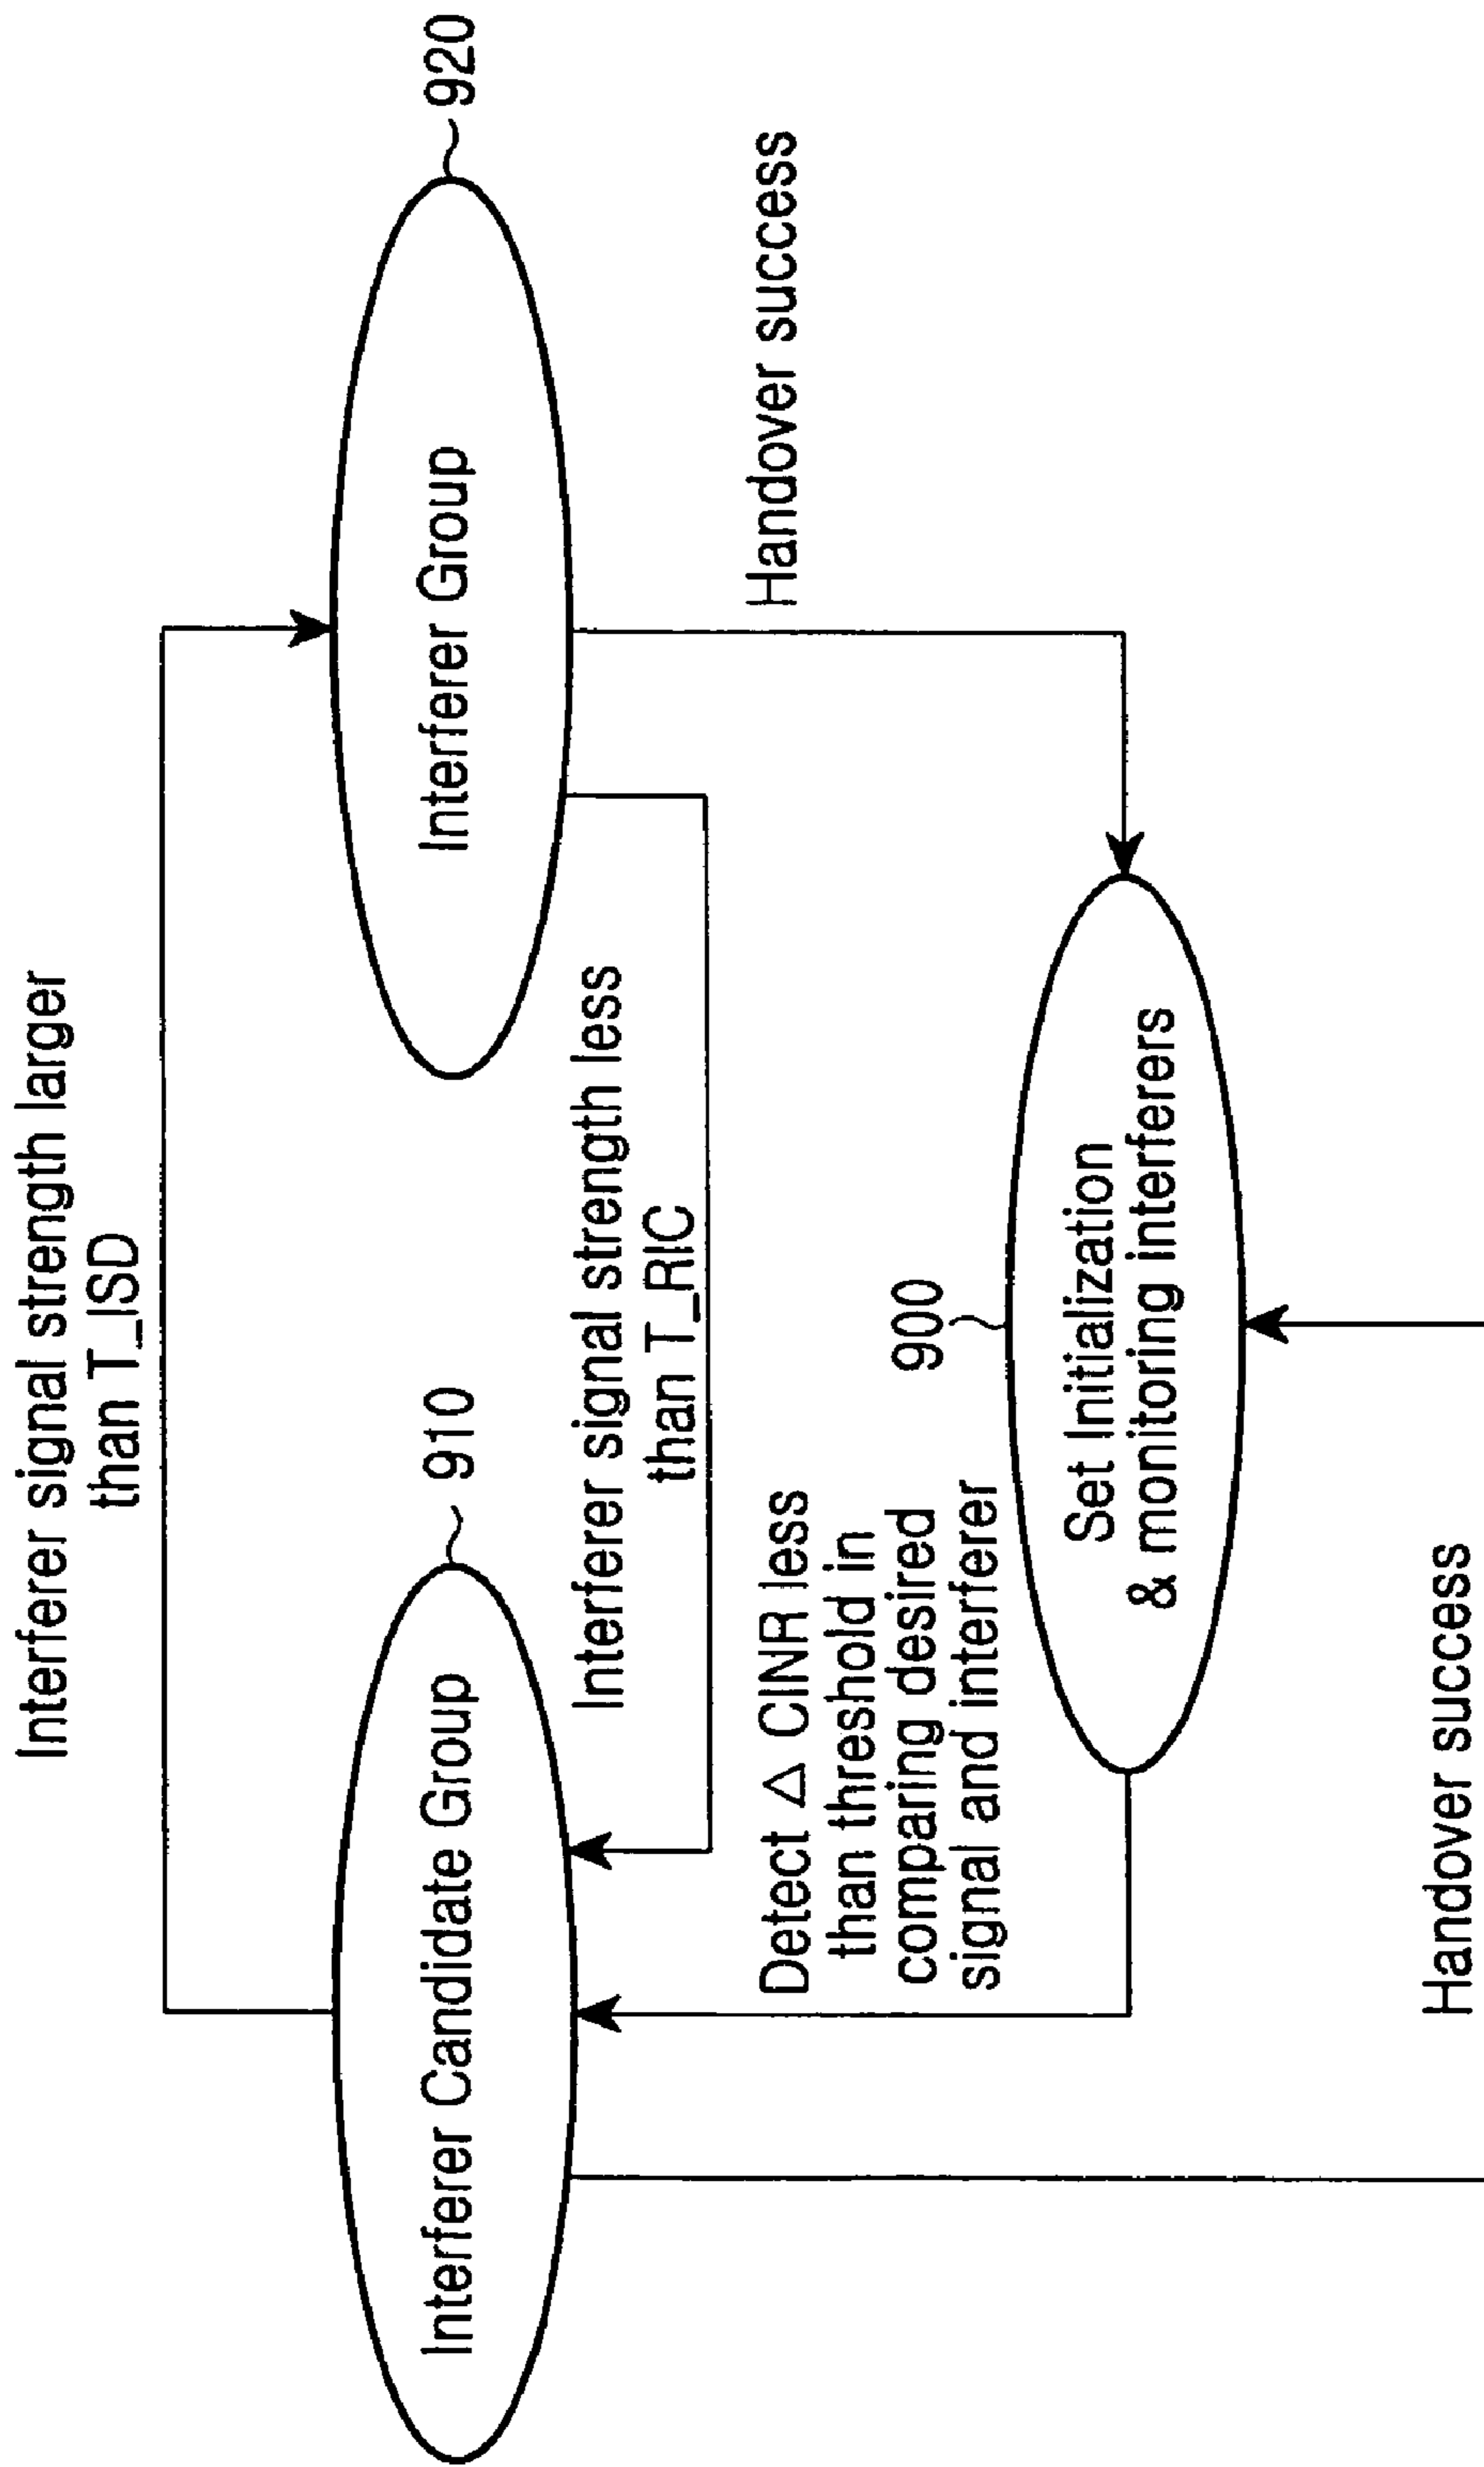 Interferer signal strength larger
than T_ISD
910
920
Interferer Candidate Group
Interferer Group
Interferer signal strength less
than T_RIC
Detect △ CINR less
than threshold in
comparing desired
signal and interferer
Handover success
900
Set Initialization
& monitoring interferers
Handover success